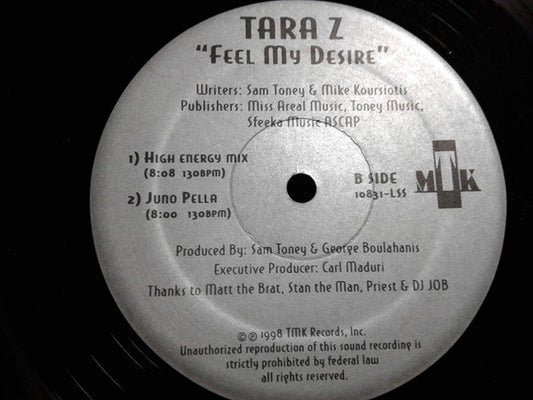 TARA Z
"FEEL MY DESIRE"
Writers: Sam Toney & Mike Koursiotis
Publishers: Miss Areal Music, Toney Music,
Sfeeka Music ASCAP
1) HIGH ENERGY MIX
(8:08 130BPM)
2) JUNO PELLA
(8:00 130BPM)
B SIDE
10831-LSS
MTK
Produced By: Sam Toney & George Boulahanis
Executive Producer: Carl Maduri
Thanks to Matt the Brat, Stan the Man, Priest & DJ JOB
©℗ 1998 TMK Records, Inc.
Unauthorized reproduction of this sound recording is
strictly prohibited by federal law
all rights reserved.